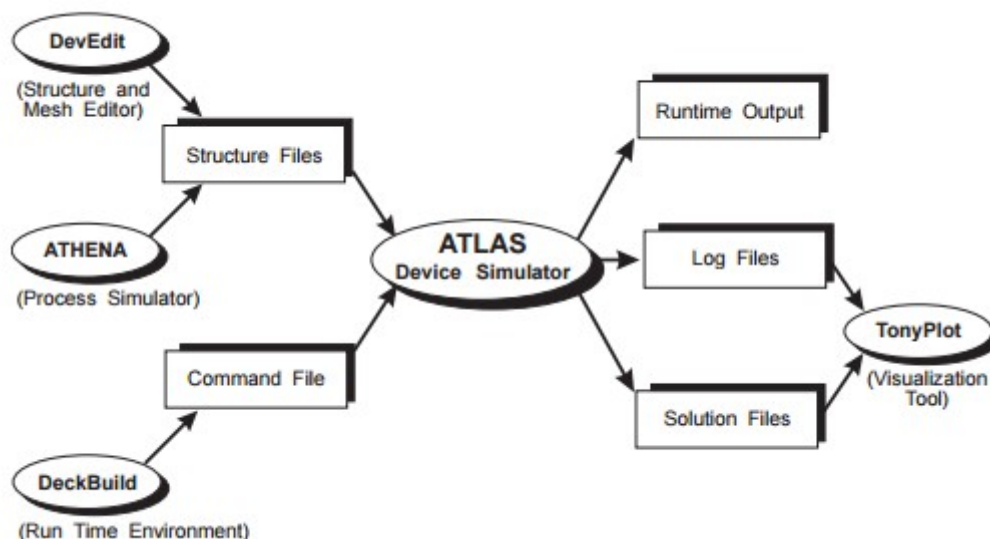 DevEdit
(Structure and
Mesh Editor)
Structure Files
ATHENA
(Process Simulator)
Command File
DeckBuild
(Run Time Environment)
ATLAS
Device Simulator
Runtime Output
Log Files
Solution Files
TonyPlot
(Visualization
Tool)